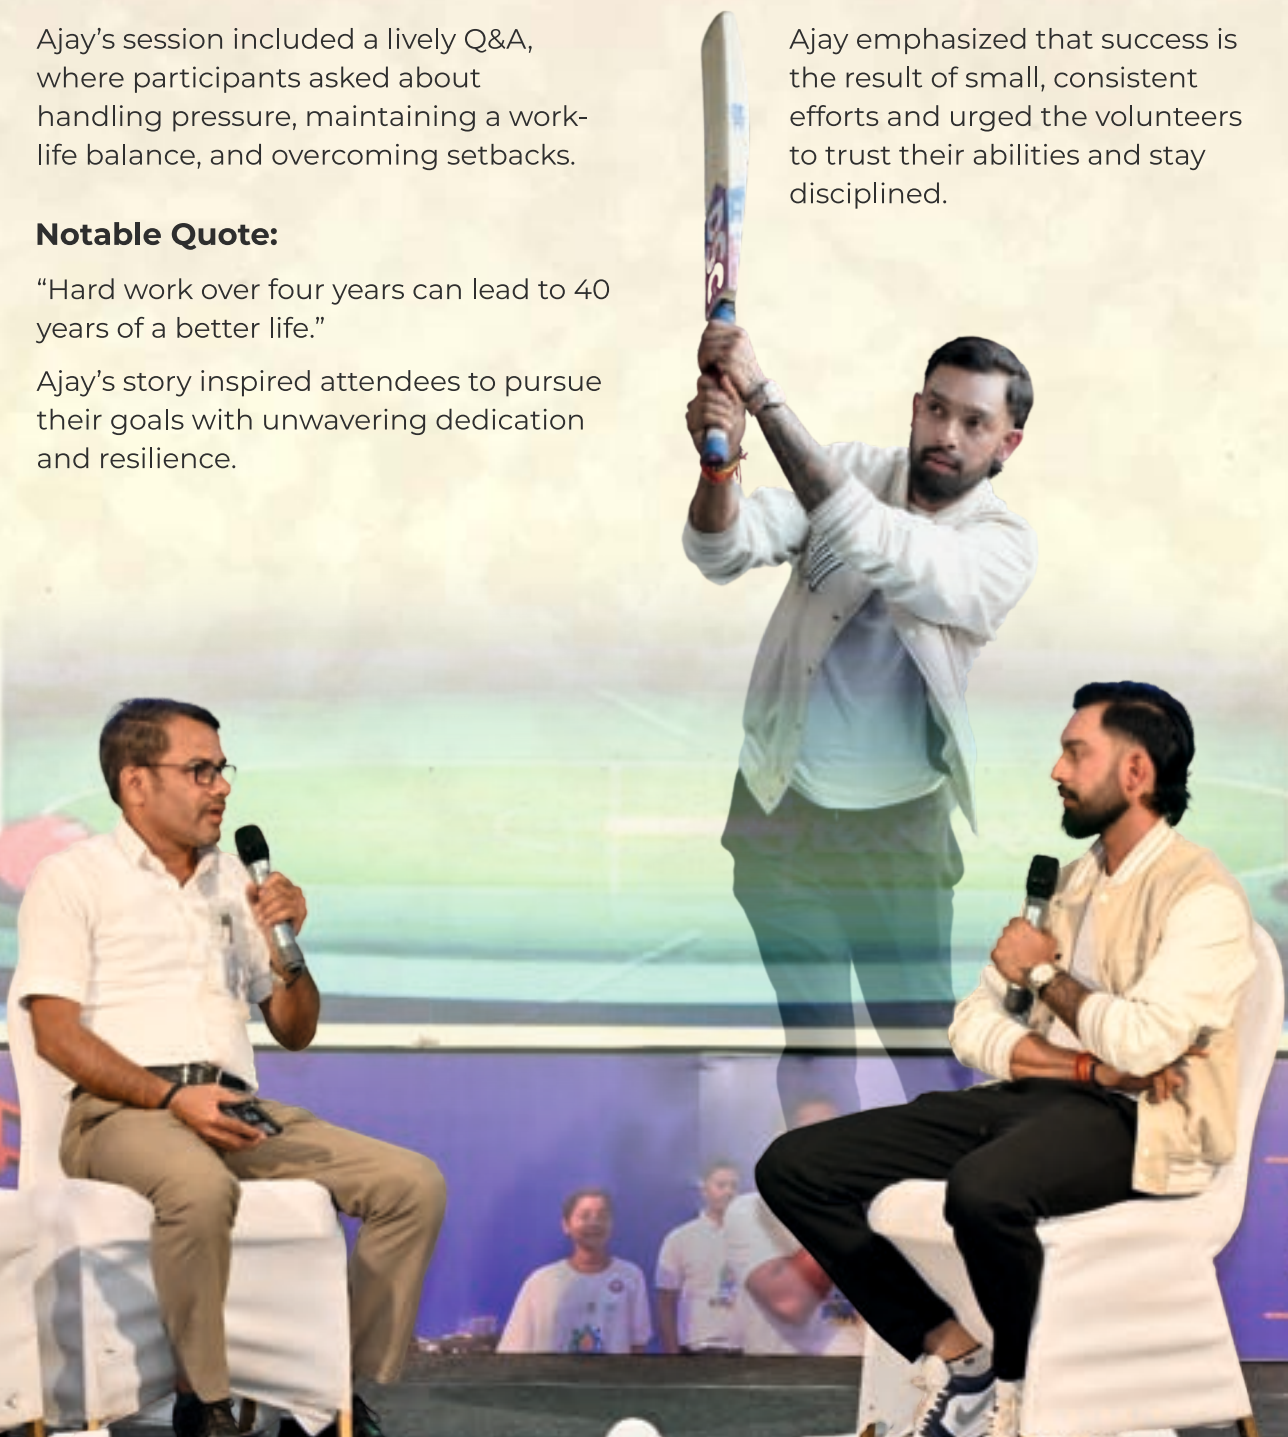 Ajay’s session included a lively Q&A,
where participants asked about
handling pressure, maintaining a work-
life balance, and overcoming setbacks.
Notable Quote:
“Hard work over four years can lead to 40
years of a better life.”
Ajay’s story inspired attendees to pursue
their goals with unwavering dedication
and resilience.
Ajay emphasized that success is
the result of small, consistent
efforts and urged the volunteers
to trust their abilities and stay
disciplined.
DSC